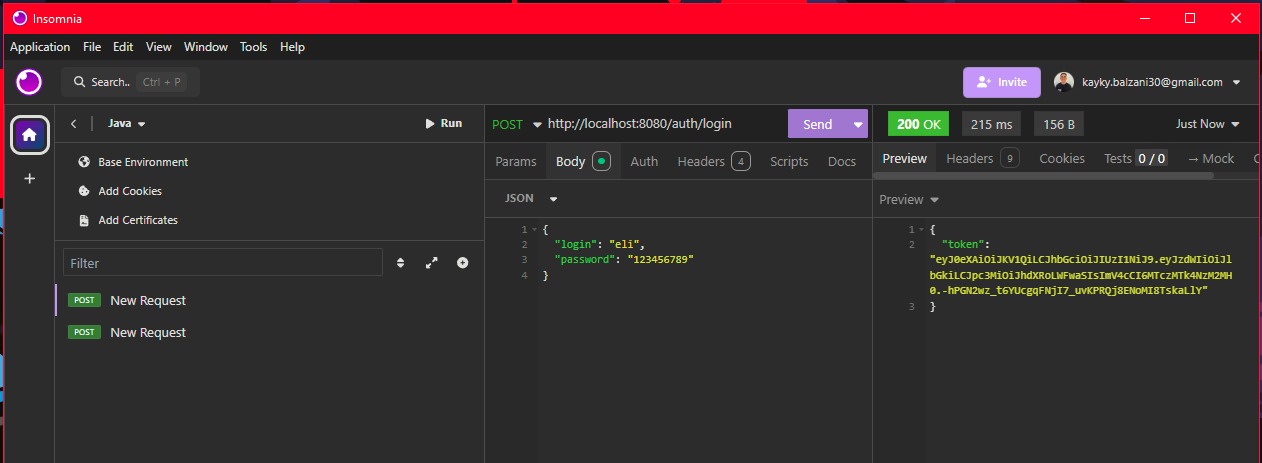 Insomnia
Application File Edit View Window Tools Help
Search.. Ctrl + P
Invite
kayky.balzani30@gmail.com
Java
Run
Base Environment
Add Cookies
Add Certificates
Filter
POST New Request
POST New Request
POST http://localhost:8080/auth/login Send
Params Body Auth Headers 4 Scripts Docs
JSON
1 {
2 "login": "eli",
3 "password": "123456789"
4 }
200 OK 215 ms 156 B Just Now
Preview Headers 9 Cookies Tests 0 / 0 → Mock
Preview
1 {
2 "token":
"eyJ0eXAiOiJKV1QiLCJhbGciOiJIUzI1NiJ9.eyJzdWIiOiJl
bGkiLCJpc3MiOiJhdXRoLWFwaSIsImV4cCI6MTczMTk4NzM2MH
0.-hPGN2wz_t6YUcgqFNjI7_uvKPRQj8ENoMI8TskaLlY"
3 }